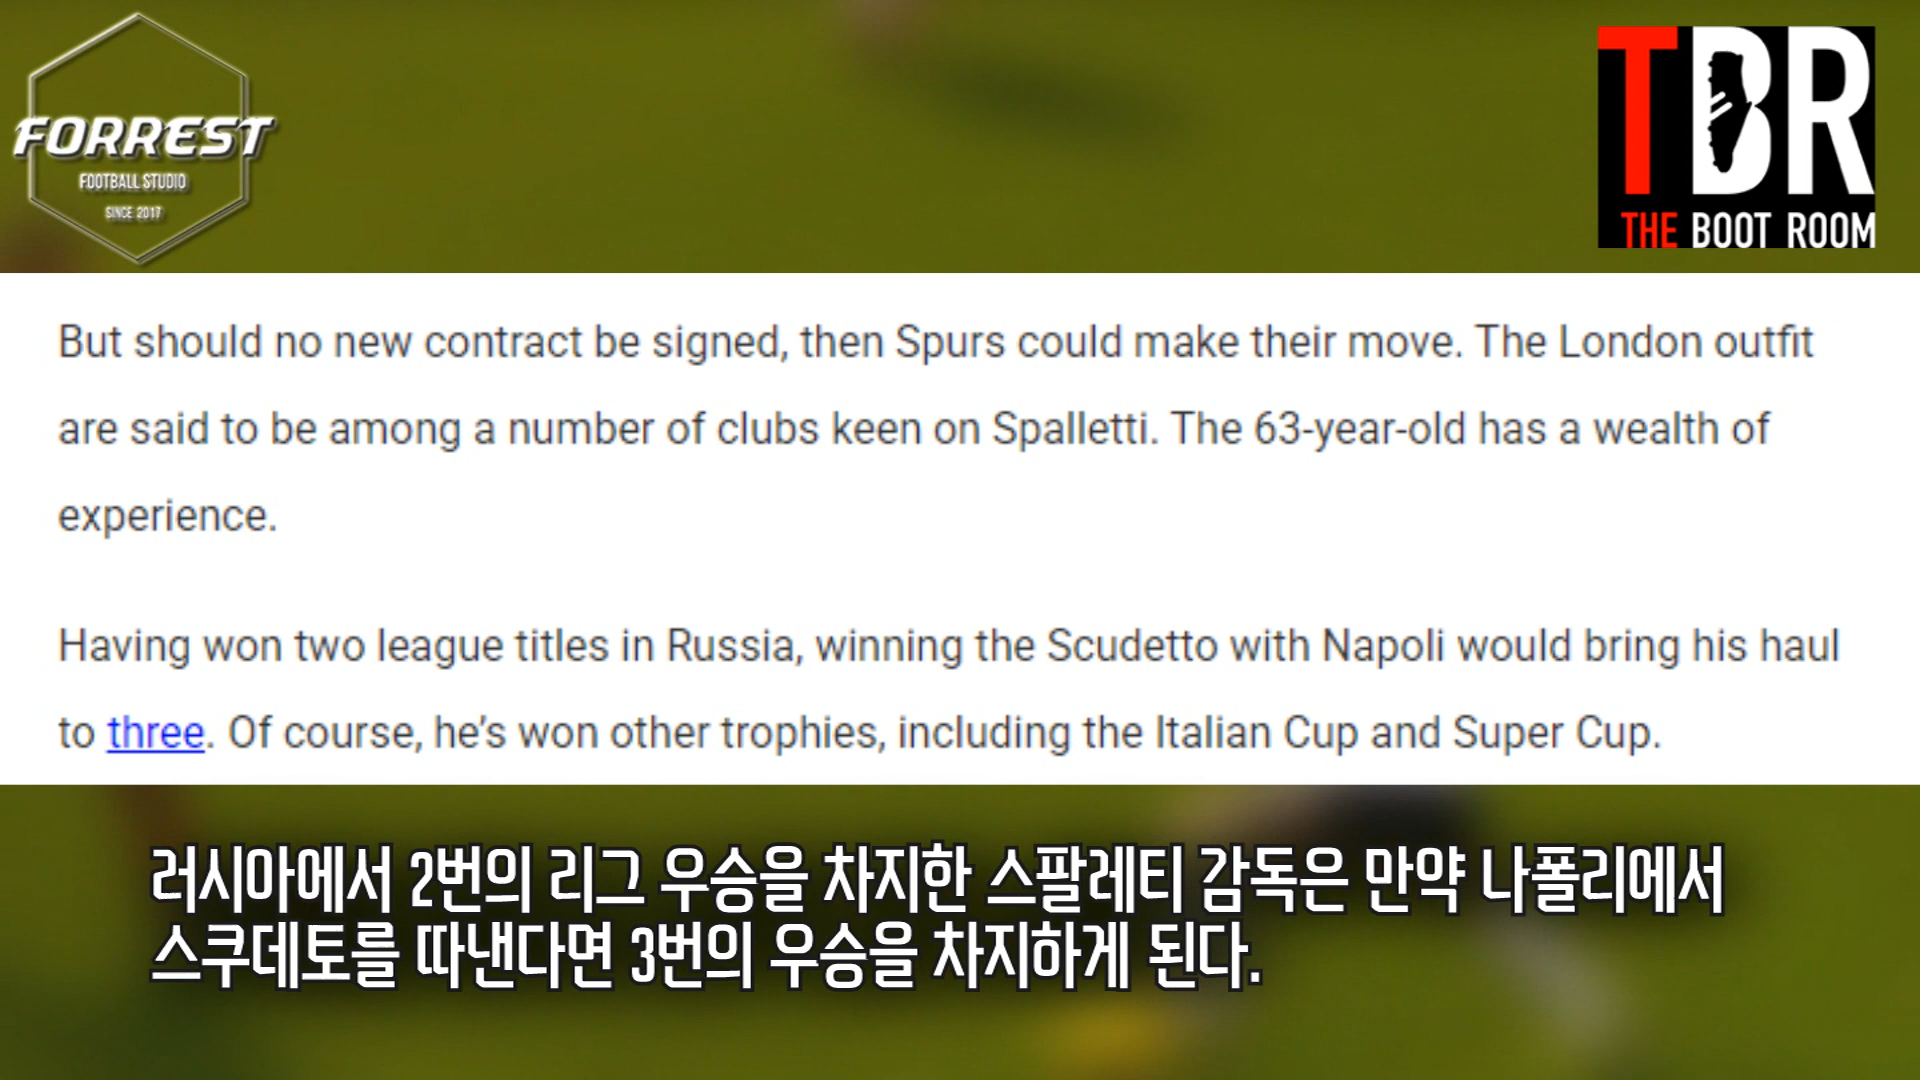 FORREST
FOOTBALL STUDIO
SINCE 2017
TBR
THE BOOT ROOM
But should no new contract be signed, then Spurs could make their move. The London outfit
are said to be among a number of clubs keen on Spalletti. The 63-year-old has a wealth of
experience.
Having won two league titles in Russia, winning the Scudetto with Napoli would bring his haul
to three. Of course, he’s won other trophies, including the Italian Cup and Super Cup.
러시아에서 2번의 리그 우승을 차지한 스팔레티 감독은 만약 나폴리에서
스쿠데토를 따낸다면 3번의 우승을 차지하게 된다.